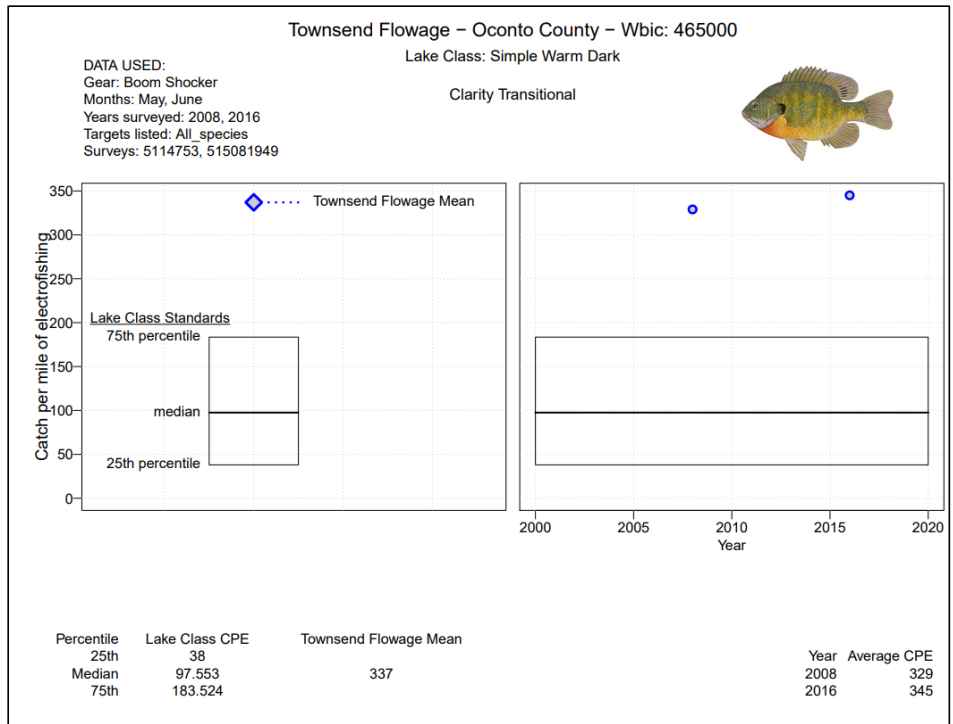 Townsend Flowage − Oconto County − Wbic: 465000
Lake Class: Simple Warm Dark
Clarity Transitional
DATA USED:
Gear: Boom Shocker
Months: May, June
Years surveyed: 2008, 2016
Targets listed: All_species
Surveys: 5114753, 515081949
Catch per mile of electrofishing
350
300
250
200
150
100
50
0
Townsend Flowage Mean
Lake Class Standards
75th percentile
median
25th percentile
2000 2005 2010 2015 2020
Year
Percentile Lake Class CPE Townsend Flowage Mean
25th 38
Median 97.553 337
75th 183.524
Year Average CPE
2008 329
2016 345